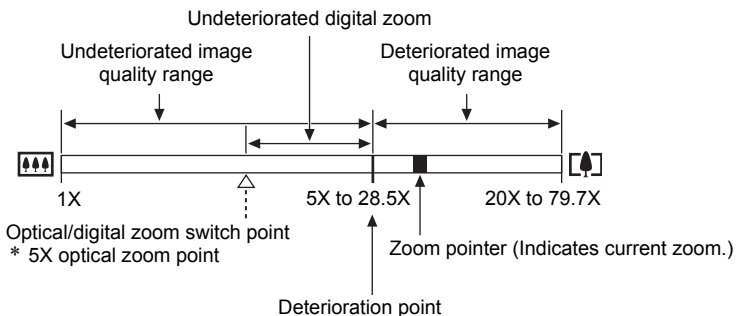 Undeteriorated digital zoom
Undeteriorated image
quality range
Deteriorated image
quality range
1X
5X to 28.5X
20X to 79.7X
Optical/digital zoom switch point
* 5X optical zoom point
Zoom pointer (Indicates current zoom.)
Deterioration point